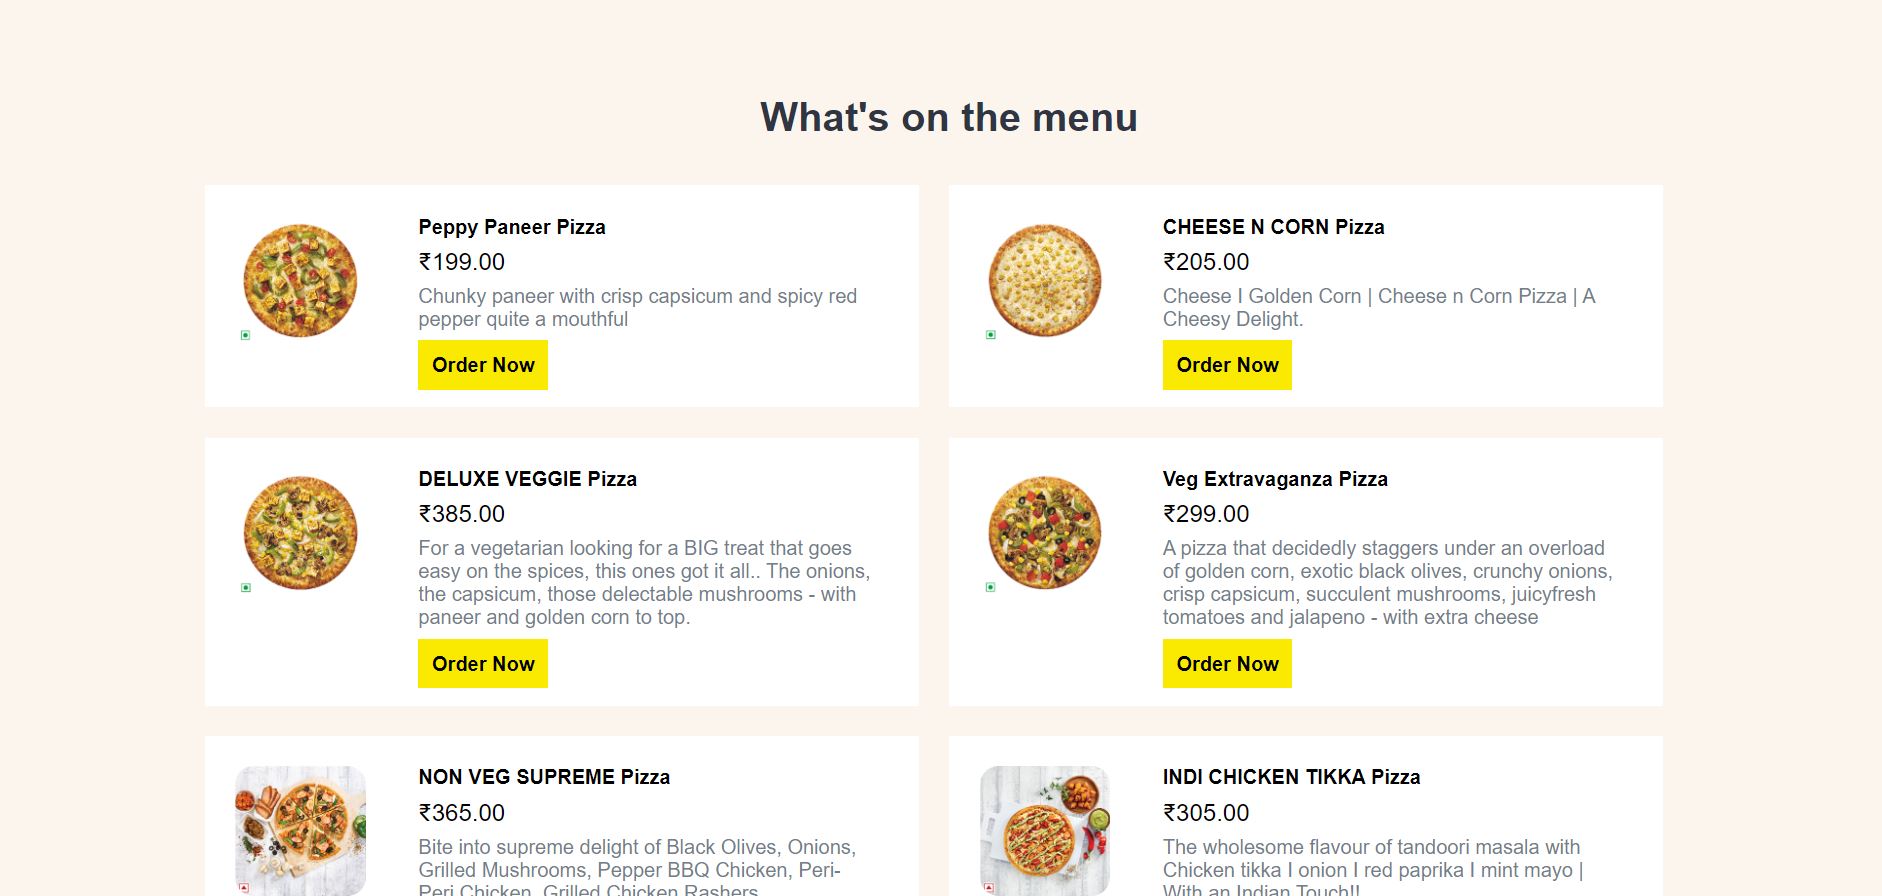 What's on the menu
Peppy Paneer Pizza
₹199.00
Chunky paneer with crisp capsicum and spicy red
pepper quite a mouthful
Order Now
CHEESE N CORN Pizza
₹205.00
Cheese I Golden Corn | Cheese n Corn Pizza | A
Cheesy Delight.
Order Now
DELUXE VEGGIE Pizza
₹385.00
For a vegetarian looking for a BIG treat that goes
easy on the spices, this ones got it all.. The onions,
the capsicum, those delectable mushrooms - with
paneer and golden corn to top.
Order Now
Veg Extravaganza Pizza
₹299.00
A pizza that decidedly staggers under an overload
of golden corn, exotic black olives, crunchy onions,
crisp capsicum, succulent mushrooms, juicyfresh
tomatoes and jalapeno - with extra cheese
Order Now
NON VEG SUPREME Pizza
₹365.00
Bite into supreme delight of Black Olives, Onions,
Grilled Mushrooms, Pepper BBQ Chicken, Peri-
Peri Chicken, Grilled Chicken Rashers
INDI CHICKEN TIKKA Pizza
₹305.00
The wholesome flavour of tandoori masala with
Chicken tikka I onion I red paprika I mint mayo |
With an Indian Touch!!